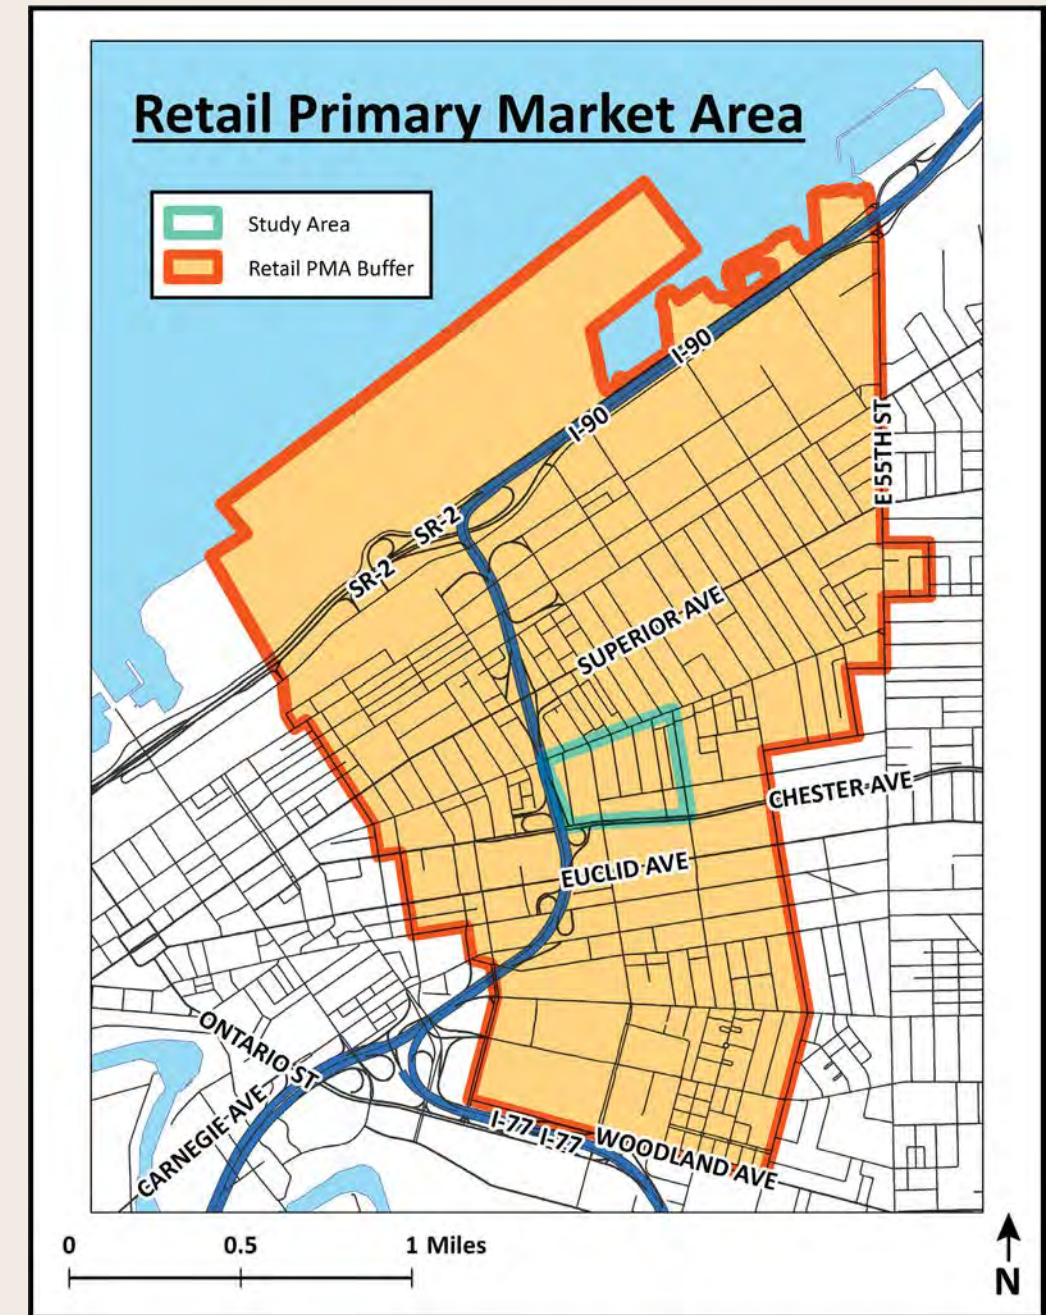 Retail Primary Market Area
Study Area
Retail PMA Buffer
I-90
I-90
E 55TH ST
SR-2
SR-2
SUPERIOR AVE
CHESTER AVE
EUCLID AVE
ONTARIO ST
CARNEGIE AVE
I-77 I-77
WOODLAND AVE
0 0.5 1 Miles
N